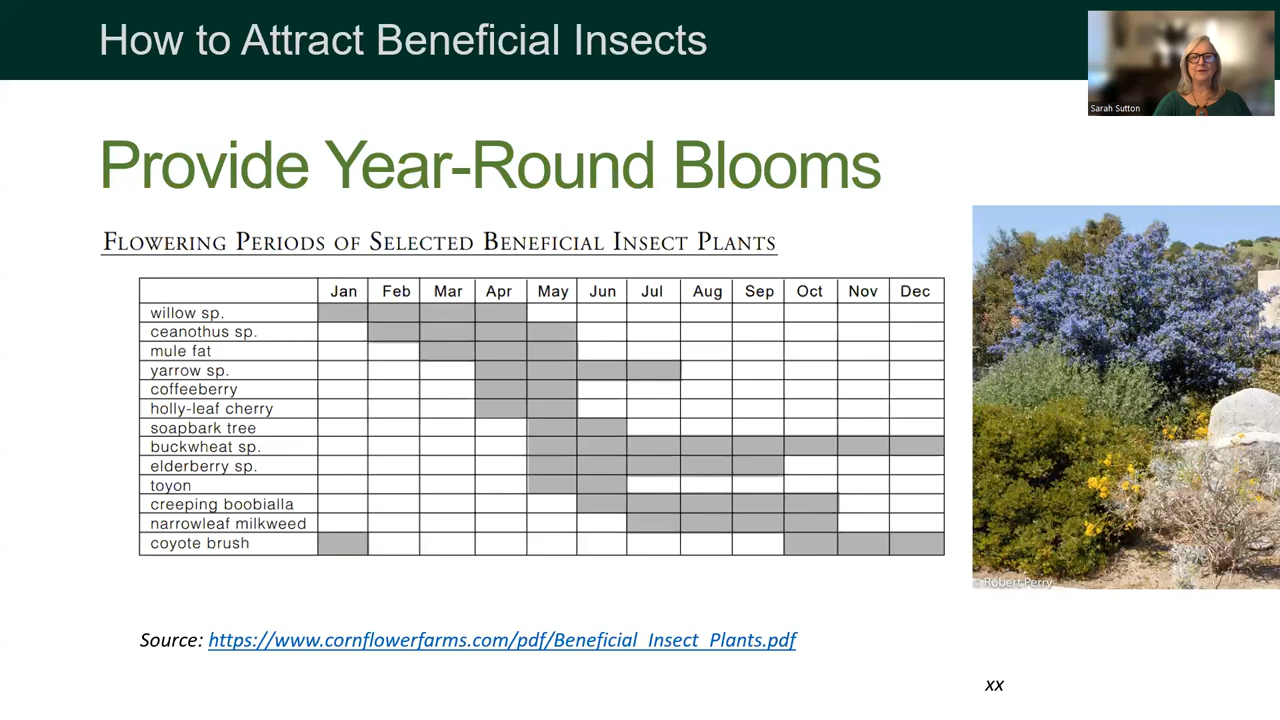 How to Attract Beneficial Insects
Sarah Sutton
Provide Year-Round Blooms
Flowering Periods of Selected Beneficial Insect Plants
Jan Feb Mar Apr May Jun Jul Aug Sep Oct Nov Dec
willow sp.
ceanothus sp.
mule fat
yarrow sp.
coffeeberry
holly-leaf cherry
soapbark tree
buckwheat sp.
elderberry sp.
toyon
creeping boobialla
narrowleaf milkweed
coyote brush
© Robert Perry
Source: https://www.cornflowerfarms.com/pdf/Beneficial_Insect_Plants.pdf
xx